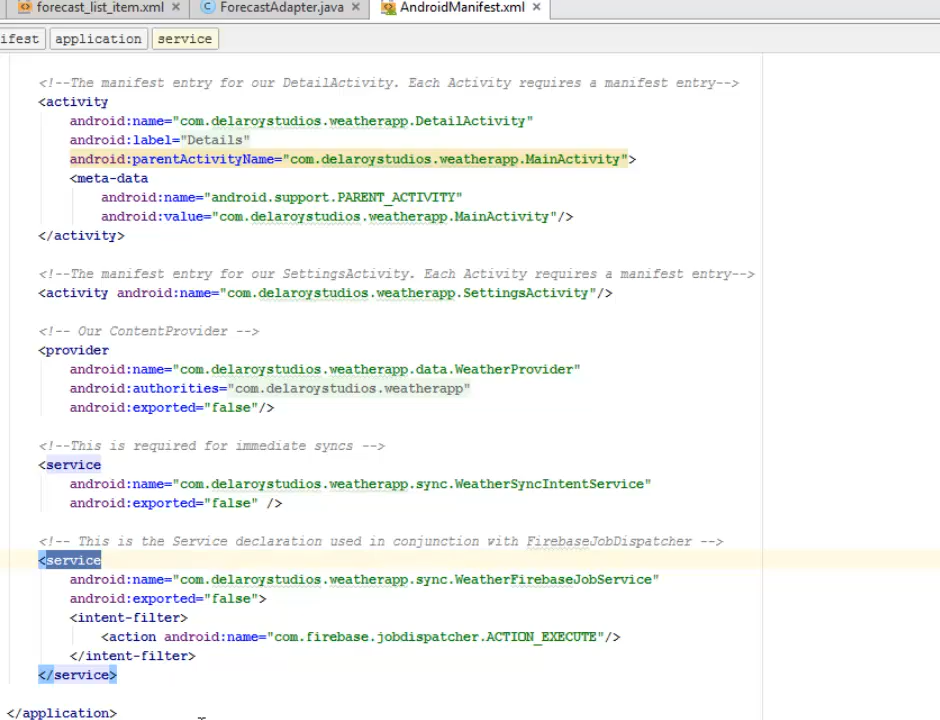 forecast_list_item.xml ForecastAdapter.java AndroidManifest.xml
ifest application service
<!--The manifest entry for our DetailActivity. Each Activity requires a manifest entry-->
<activity
android:name="com.delaroystudios.weatherapp.DetailActivity"
android:label="Details"
android:parentActivityName="com.delaroystudios.weatherapp.MainActivity">
<meta-data
android:name="android.support.PARENT_ACTIVITY"
android:value="com.delaroystudios.weatherapp.MainActivity"/>
</activity>
<!--The manifest entry for our SettingsActivity. Each Activity requires a manifest entry-->
<activity android:name="com.delaroystudios.weatherapp.SettingsActivity"/>
<!-- Our ContentProvider -->
<provider
android:name="com.delaroystudios.weatherapp.data.WeatherProvider"
android:authorities="com.delaroystudios.weatherapp"
android:exported="false"/>
<!--This is required for immediate syncs -->
<service
android:name="com.delaroystudios.weatherapp.sync.WeatherSyncIntentService"
android:exported="false" />
<!-- This is the Service declaration used in conjunction with FirebaseJobDispatcher -->
<service
android:name="com.delaroystudios.weatherapp.sync.WeatherFirebaseJobService"
android:exported="false">
<intent-filter>
<action android:name="com.firebase.jobdispatcher.ACTION_EXECUTE"/>
</intent-filter>
</service>
</application>